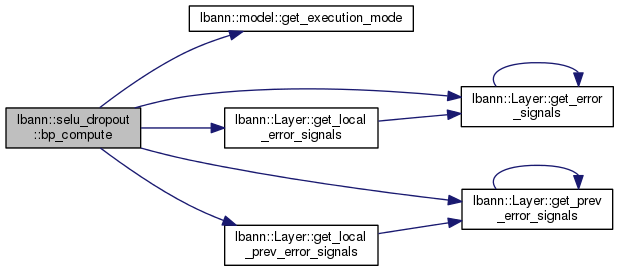 lbann::model::get_execution_mode
lbann::selu_dropout
::bp_compute
lbann::Layer::get_error
_signals
lbann::Layer::get_local
_error_signals
lbann::Layer::get_prev
_error_signals
lbann::Layer::get_local
_prev_error_signals